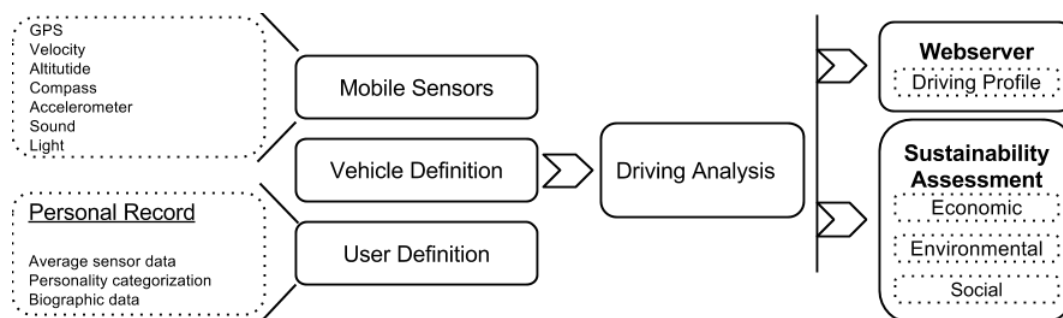 GPS
Velocity
Altitutide
Compass
Accelerometer
Sound
Light
Personal Record
Average sensor data
Personality categorization
Biographic data
Mobile Sensors
Vehicle Definition
User Definition
Driving Analysis
Webserver
Driving Profile
Sustainability
Assessment
Economic
Environmental
Social